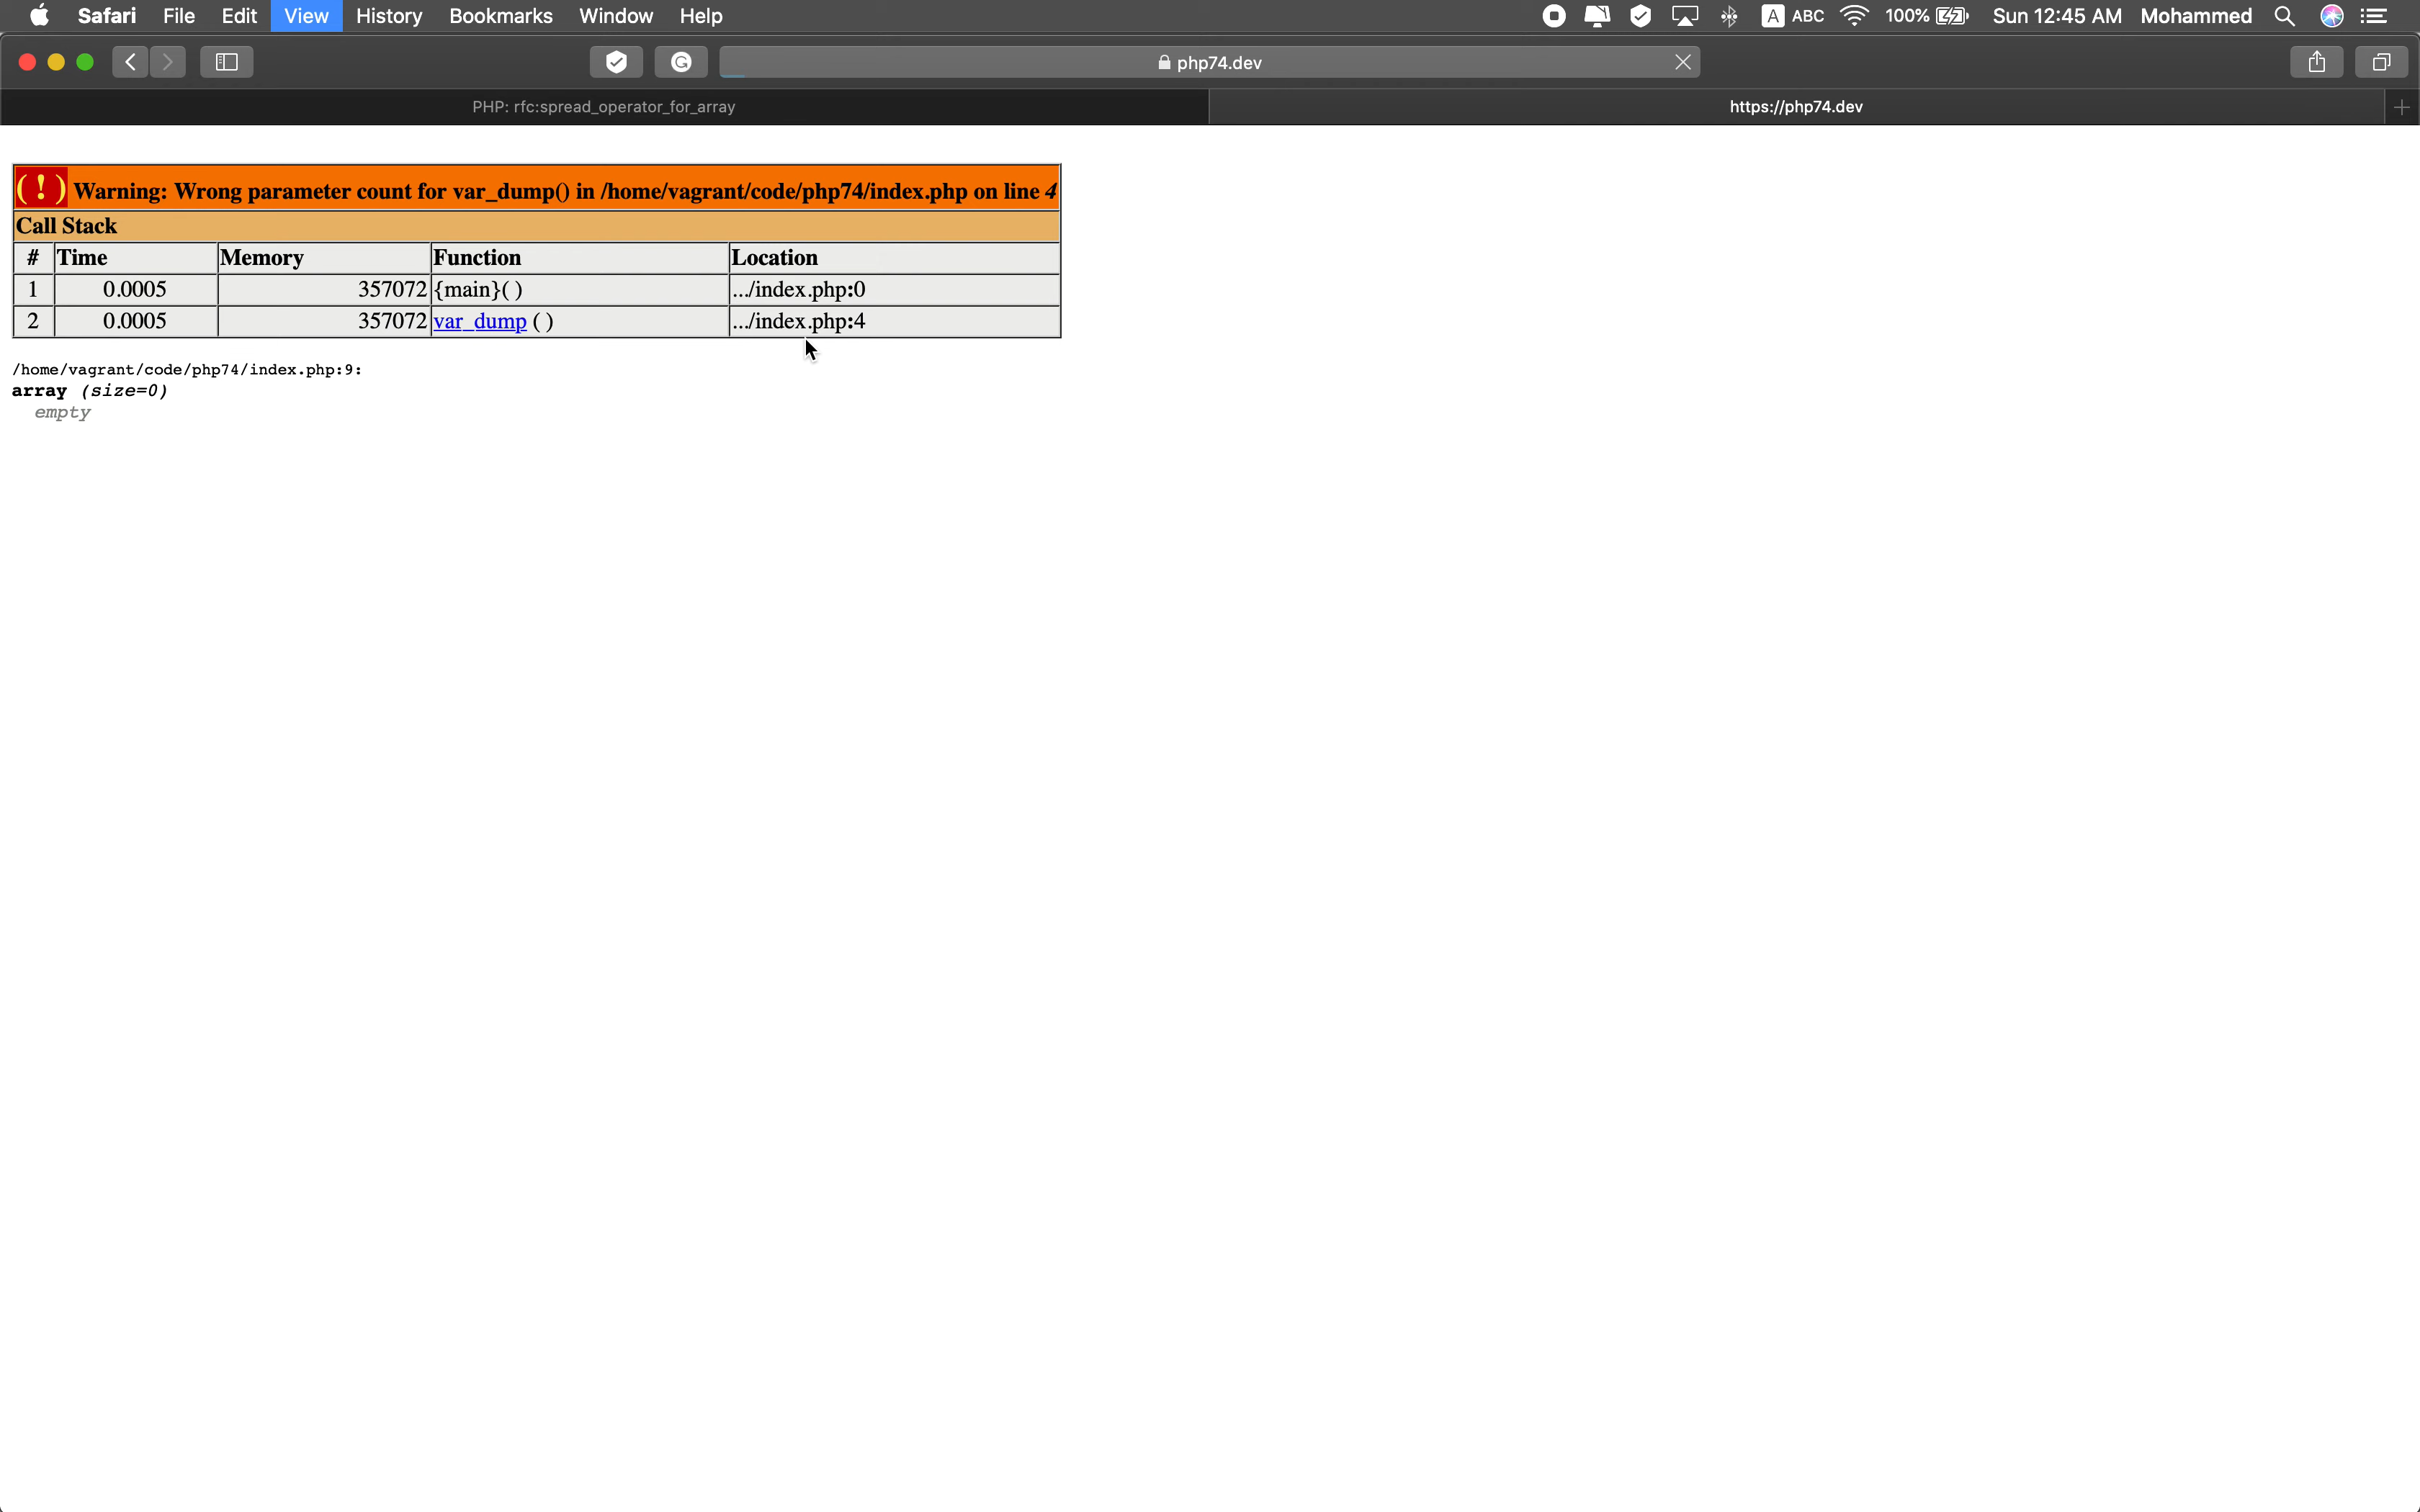 Safari File Edit View History Bookmarks Window Help A ABC 100% Sun 12:45 AM Mohammed
php74.dev
PHP: rfc:spread_operator_for_array https://php74.dev
( ! ) Warning: Wrong parameter count for var_dump() in /home/vagrant/code/php74/index.php on line 4
Call Stack
# Time Memory Function Location
1 0.0005 357072 {main}( ) .../index.php:0
2 0.0005 357072 var_dump ( ) .../index.php:4
/home/vagrant/code/php74/index.php:9:
array (size=0)
empty